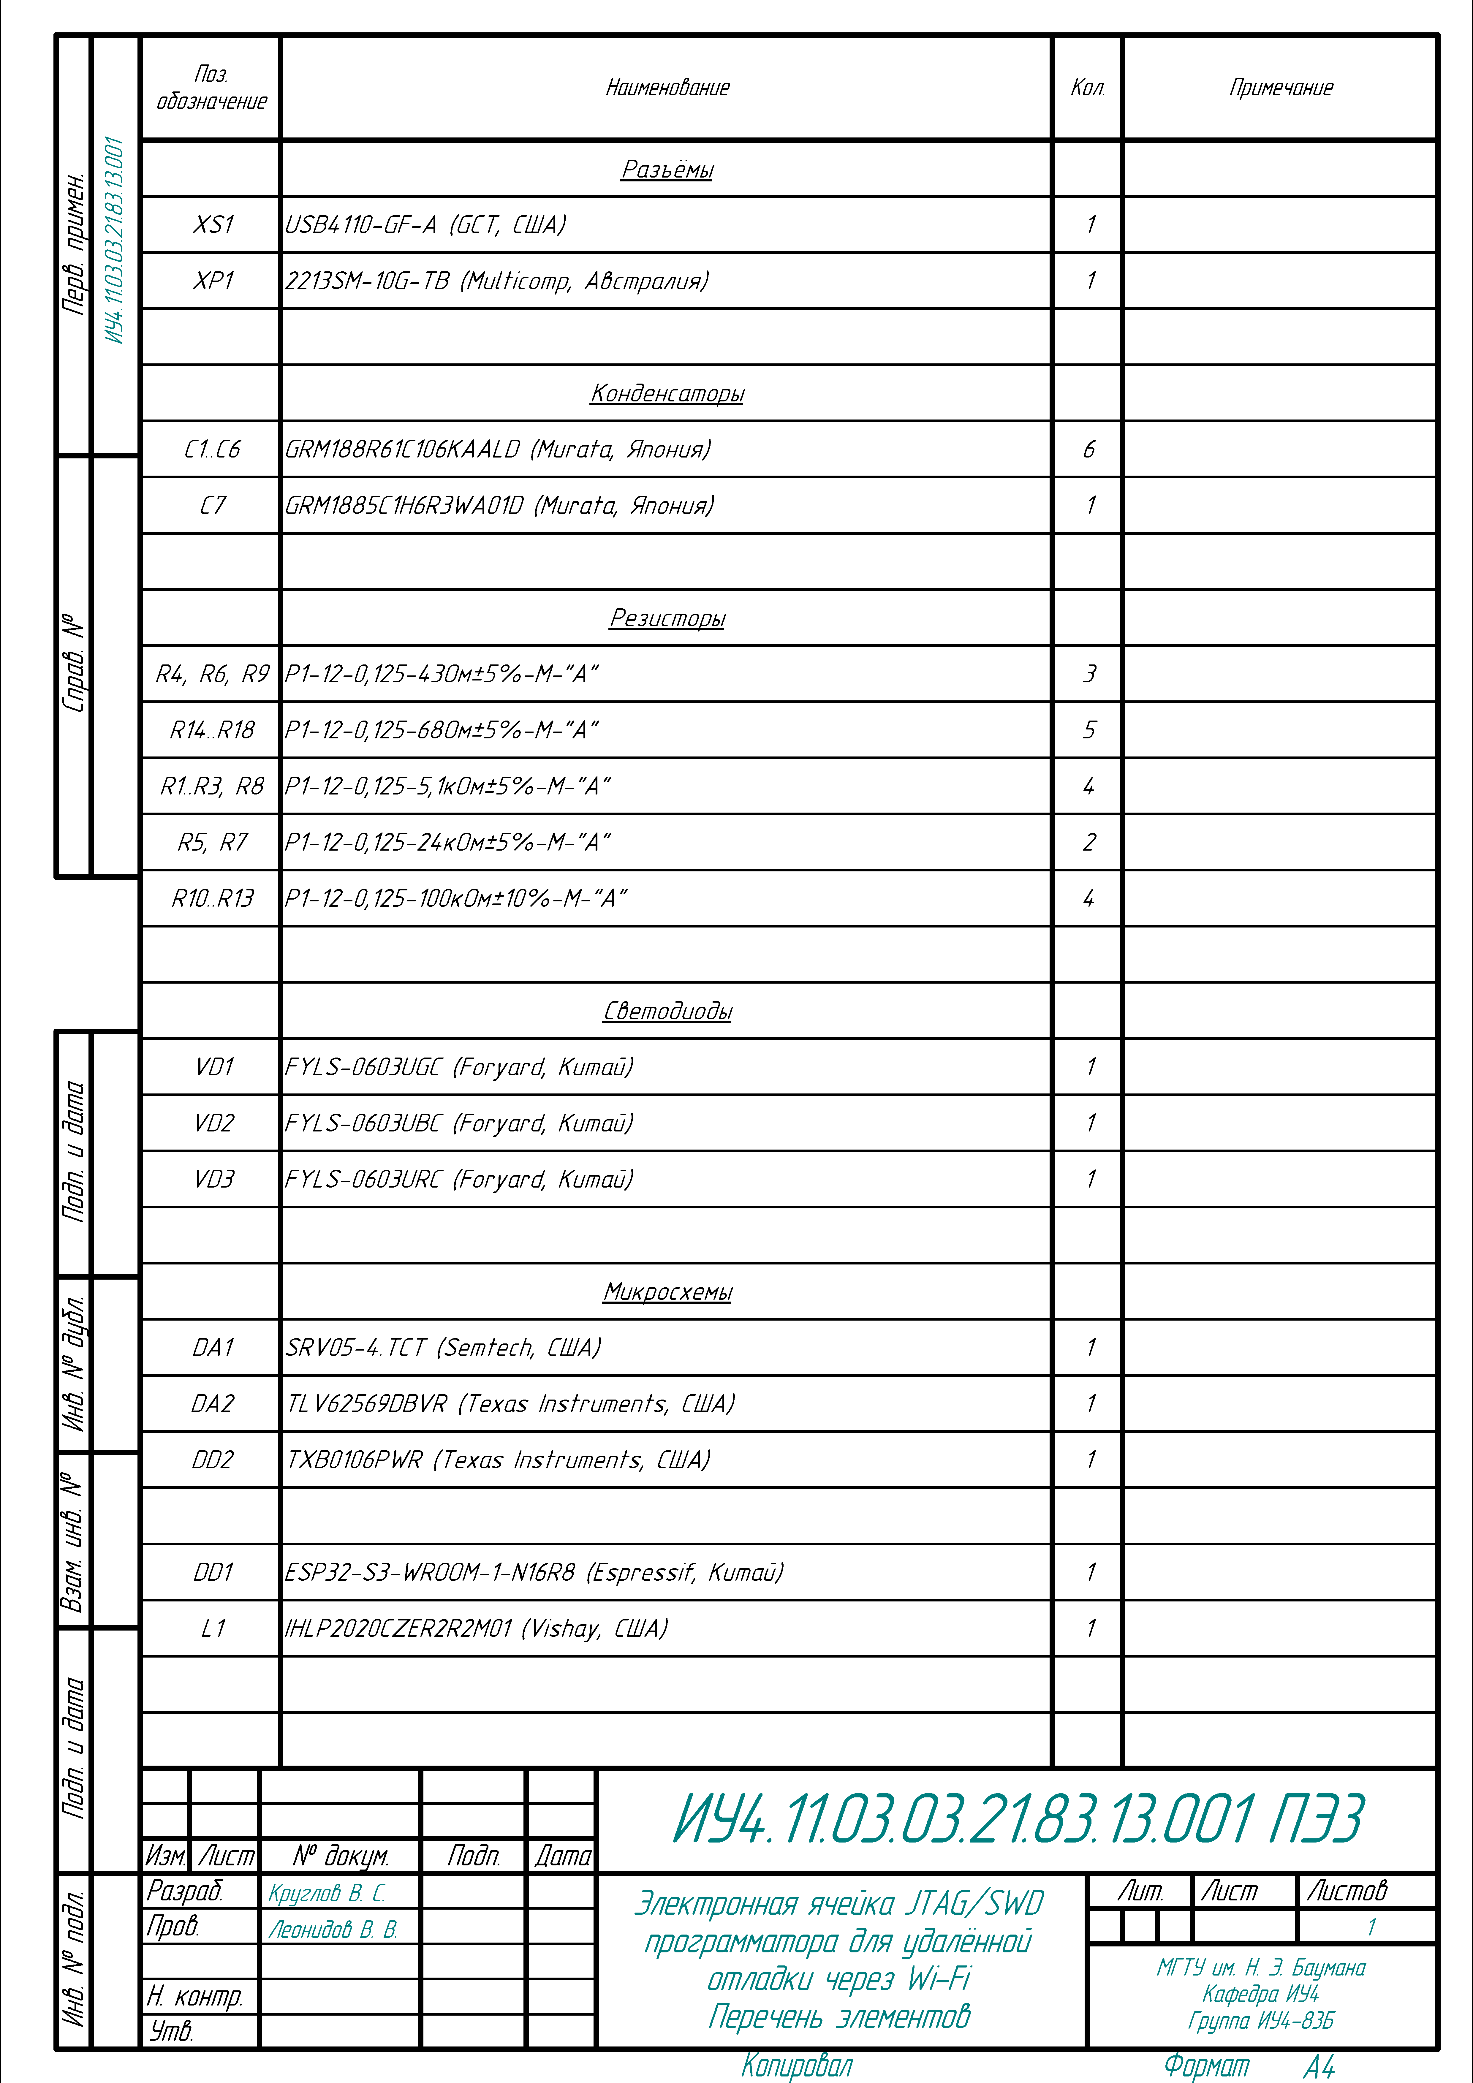 Поз. обозначение Наименование Кол. Примечание
Разъёмы
XS1 USB4110-GF-A (GCT, США) 1
XP1 2213SM-10G-TB (Multicomp, Австралия) 1
Конденсаторы
C1..C6 GRM188R61C106KAALD (Murata, Япония) 6
C7 GRM1885C1H6R3WA01D (Murata, Япония) 1
Резисторы
R4, R6, R9 Р1-12-0,125-43Ом±5%-М-"А" 3
R14..R18 Р1-12-0,125-68Ом±5%-М-"А" 5
R1..R3, R8 Р1-12-0,125-5,1кОм±5%-М-"А" 4
R5, R7 Р1-12-0,125-24кОм±5%-М-"А" 2
R10..R13 Р1-12-0,125-100кОм±10%-М-"А" 4
Светодиоды
VD1 FYLS-0603UGC (Foryard, Китай) 1
VD2 FYLS-0603UBC (Foryard, Китай) 1
VD3 FYLS-0603URC (Foryard, Китай) 1
Микросхемы
DA1 SRV05-4.TCT (Semtech, США) 1
DA2 TLV62569DBVR (Texas Instruments, США) 1
DD2 TXB0106PWR (Texas Instruments, США) 1
DD1 ESP32-S3-WROOM-1-N16R8 (Espressif, Китай) 1
L1 IHLP2020CZER2R2M01 (Vishay, США) 1
Перв. примен.
ИУ4.11.03.03.21.83.13.001
Справ. №
Подп. и дата
Инв. № дубл.
Взам. инв. №
Подп. и дата
Инв. № подл.
ИУ4.11.03.03.21.83.13.001 ПЭ3
Изм. Лист № докум. Подп. Дата
Разраб. Круглов В. С.
Пров. Леонидов В. В.
Н. контр.
Утв.
Электронная ячейка JTAG/SWD
программатора для удалённой
отладки через Wi-Fi
Перечень элементов
Лит. Лист Листов
1
МГТУ им. Н. Э. Баумана
Кафедра ИУ4
Группа ИУ4-83Б
Копировал Формат А4